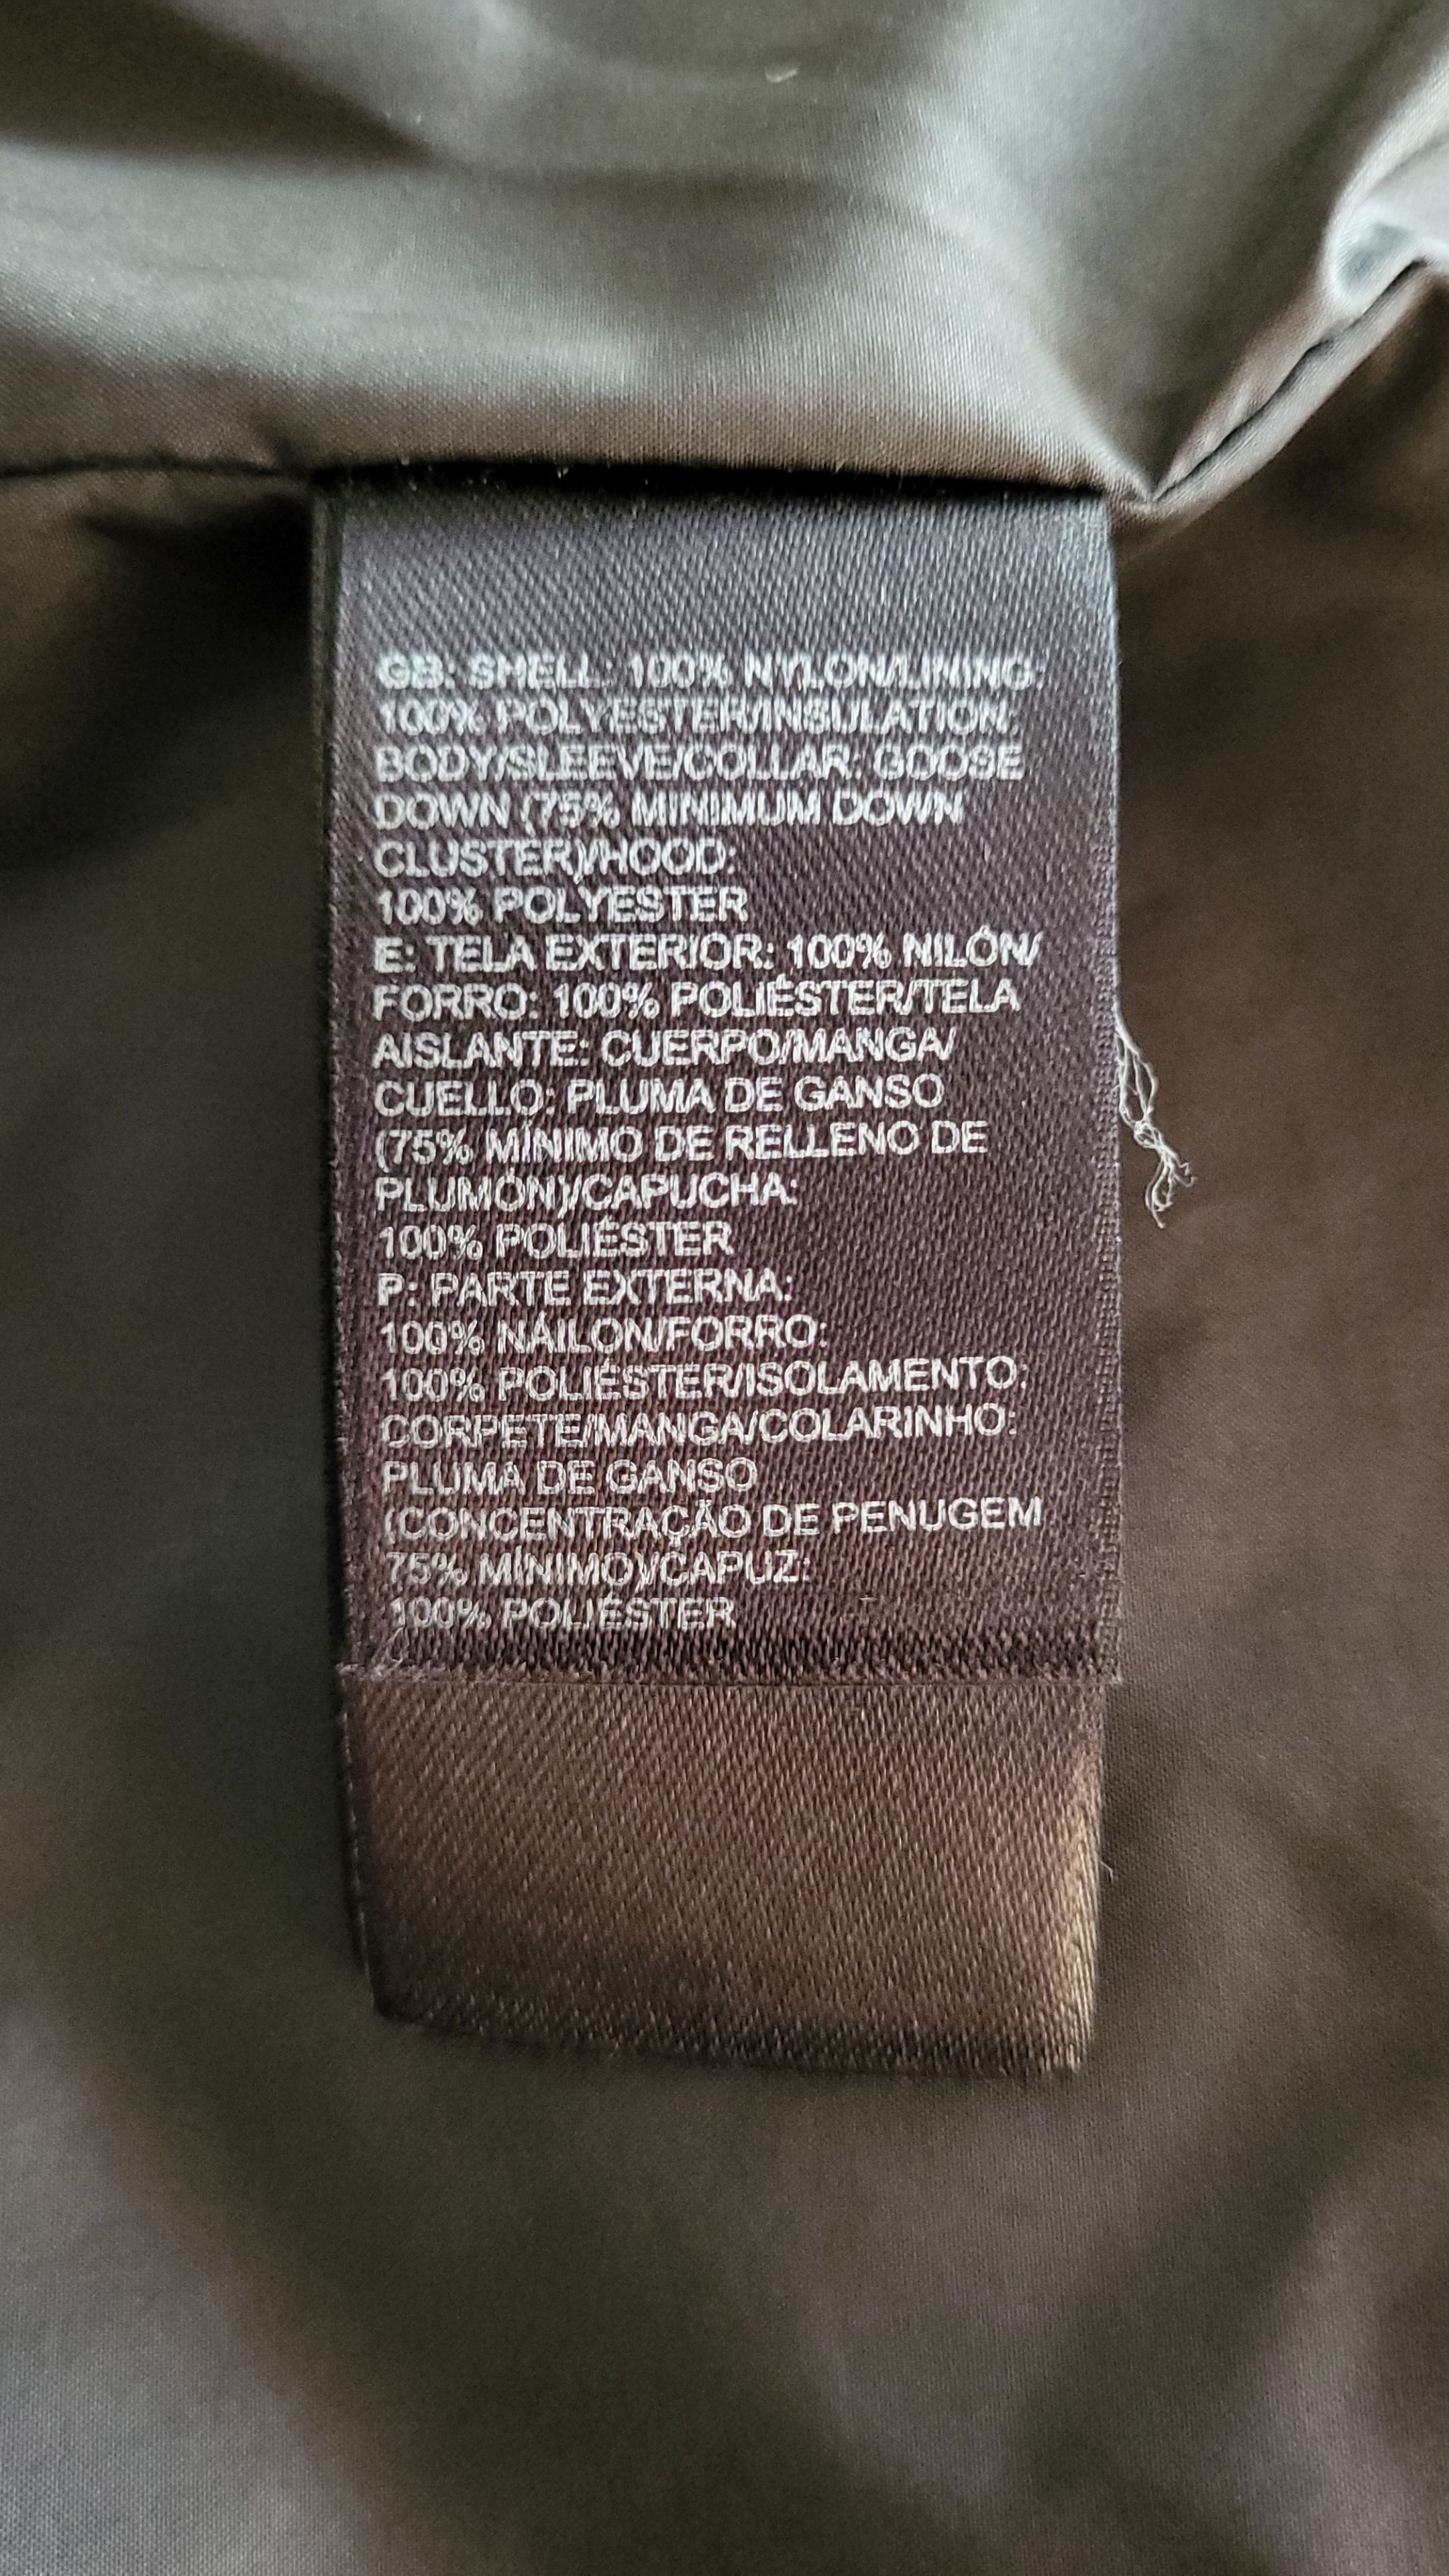 GB: SHELL: 100% NYLON/LINING:
100% POLYESTER/INSULATION:
BODY/SLEEVE/COLLAR: GOOSE
DOWN (75% MINIMUM DOWN
CLUSTER)/HOOD:
100% POLYESTER
E: TELA EXTERIOR: 100% NILÓN/
FORRO: 100% POLIÉSTER/TELA
AISLANTE: CUERPO/MANGA/
CUELLO: PLUMA DE GANSO
(75% MÍNIMO DE RELLENO DE
PLUMÓN)/CAPUCHA:
100% POLIÉSTER
P: PARTE EXTERNA:
100% NÁILON/FORRO:
100% POLIÉSTER/ISOLAMENTO:
CORPETE/MANGA/COLARINHO:
PLUMA DE GANSO
(CONCENTRAÇÃO DE PENUGEM
75% MÍNIMO)/CAPUZ:
100% POLIÉSTER